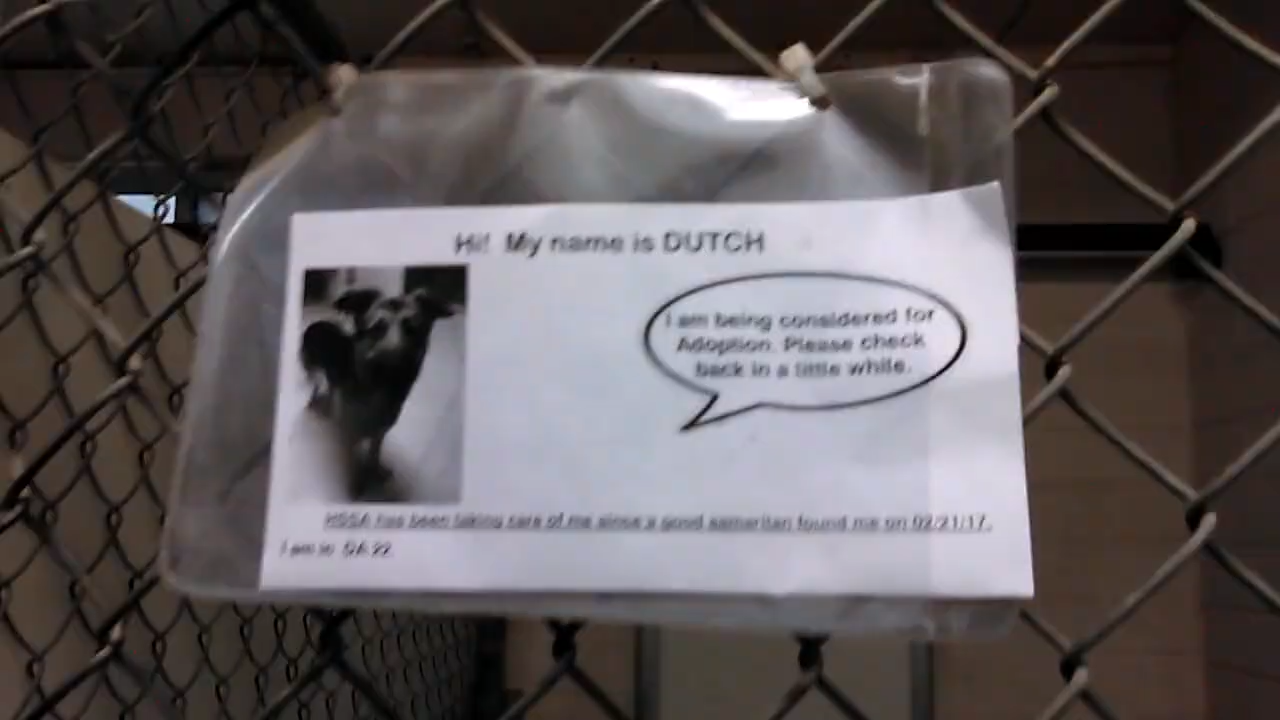 Hi! My name is DUTCH
I am being considered for
Adoption. Please check
back in a little while.
HSSA has been taking care of me since a good samaritan found me on 02/21/17.
I am in DA 22